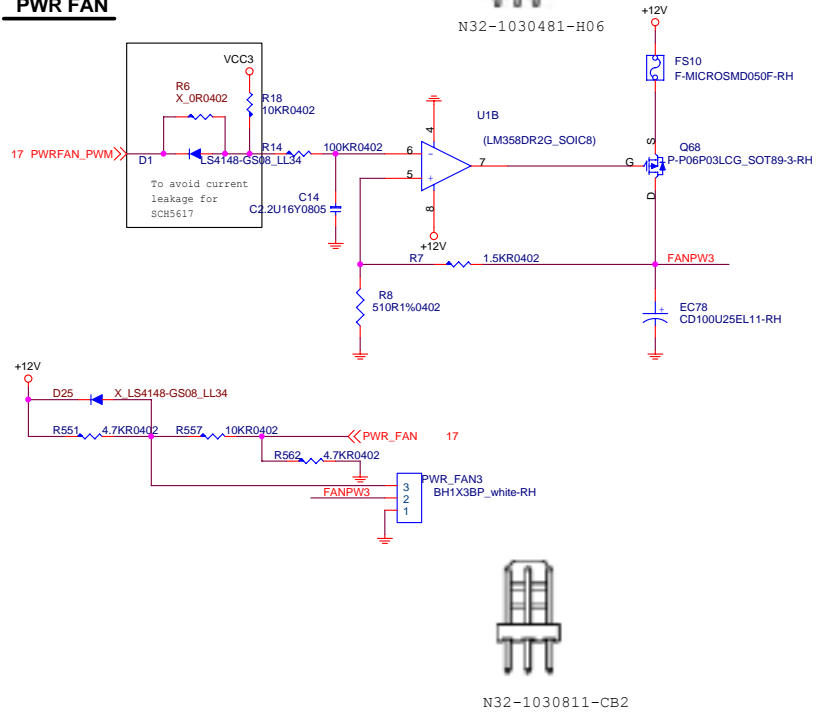 PWR FAN
N32-1030481-H06
+12V
FS10
F-MICROSMD050F-RH
VCC3
R6
X_0R0402
R18
10KR0402
17 PWRFAN_PWM
D1
LS4148-GS08_LL34
R14
100KR0402
To avoid current
leakage for
SCH5617
C14
C2.2U16Y0805
U1B
(LM358DR2G_SOIC8)
4
6
-
5
+
7
8
+12V
S
G
D
Q68
P-P06P03LCG_SOT89-3-RH
R7
1.5KR0402
FANPW3
R8
510R1%0402
+
EC78
CD100U25EL11-RH
+12V
D25
X_LS4148-GS08_LL34
R551
4.7KR0402
R557
10KR0402
PWR_FAN 17
R562
4.7KR0402
PWR_FAN3
BH1X3BP_white-RH
FANPW3
3
2
1
N32-1030811-CB2